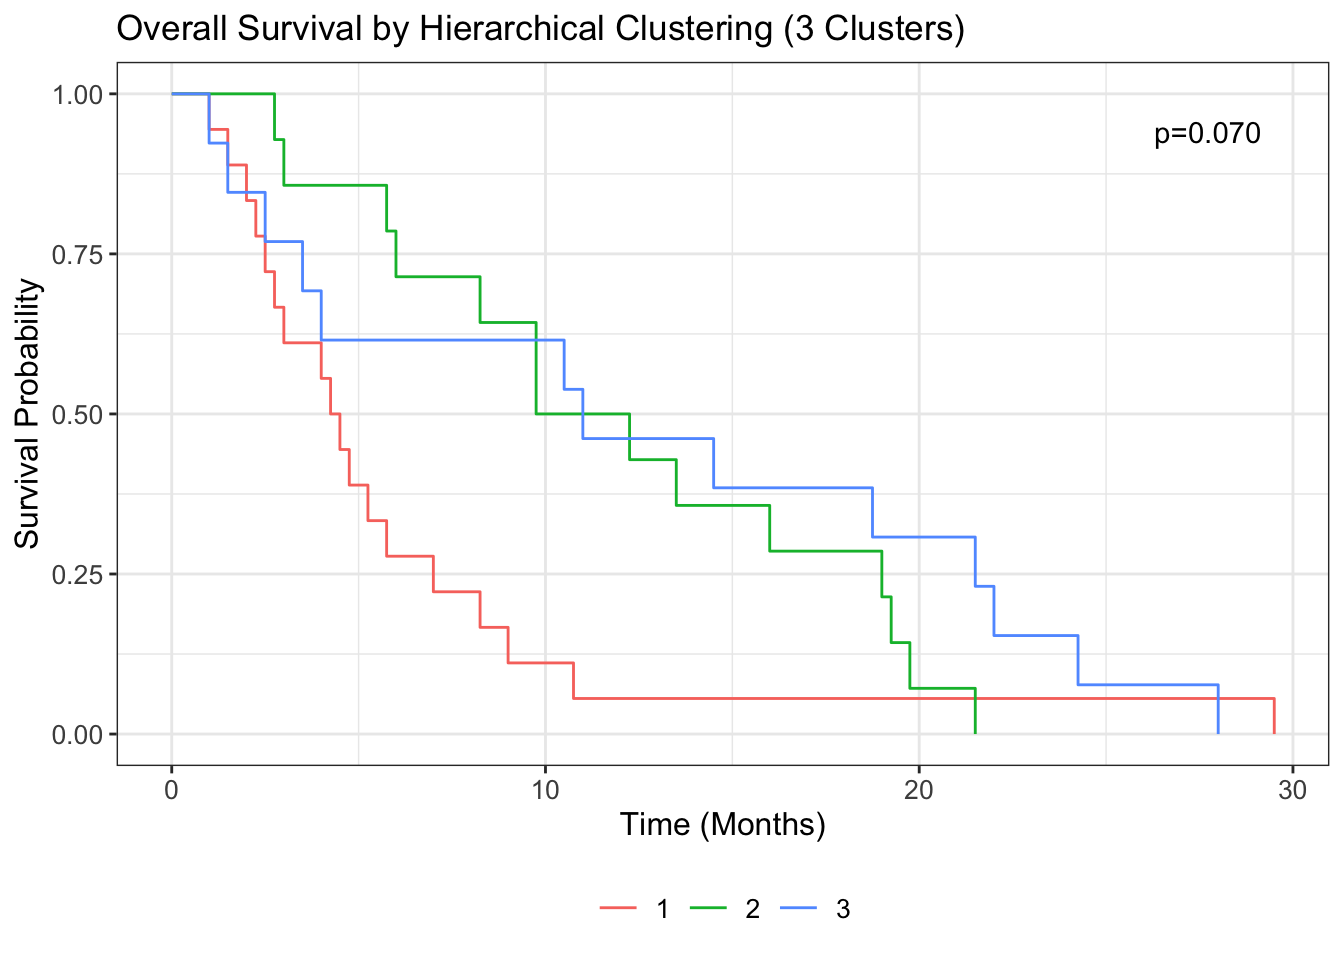 Overall Survival by Hierarchical Clustering (3 Clusters)
p=0.070
1.00
0.75
0.50
0.25
0.00
Survival Probability
0 10 20 30
Time (Months)
1 2 3